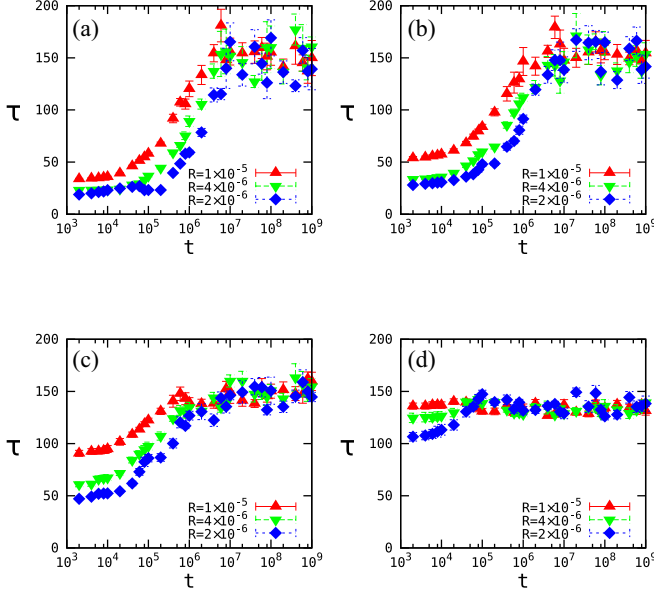 (a)
200
150
100
50
0
τ
R=1×10⁻⁵
R=4×10⁻⁶
R=2×10⁻⁶
10³ 10⁴ 10⁵ 10⁶ 10⁷ 10⁸ 10⁹
t
(b)
200
150
100
50
0
τ
R=1×10⁻⁵
R=4×10⁻⁶
R=2×10⁻⁶
10³ 10⁴ 10⁵ 10⁶ 10⁷ 10⁸ 10⁹
t
(c)
200
150
100
50
0
τ
R=1×10⁻⁵
R=4×10⁻⁶
R=2×10⁻⁶
10³ 10⁴ 10⁵ 10⁶ 10⁷ 10⁸ 10⁹
t
(d)
200
150
100
50
0
τ
R=1×10⁻⁵
R=4×10⁻⁶
R=2×10⁻⁶
10³ 10⁴ 10⁵ 10⁶ 10⁷ 10⁸ 10⁹
t